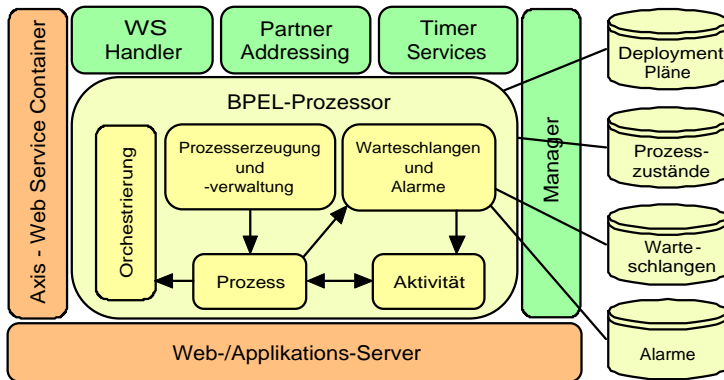 Axis - Web Service Container
WS
Handler
Partner
Addressing
Timer
Services
Manager
BPEL-Prozessor
Orchestrierung
Prozesserzeugung
und
-verwaltung
Warteschlangen
und
Alarme
Prozess
Aktivität
Web-/Applikations-Server
Deployment
Pläne
Prozess-
zustände
Warte-
schlangen
Alarme